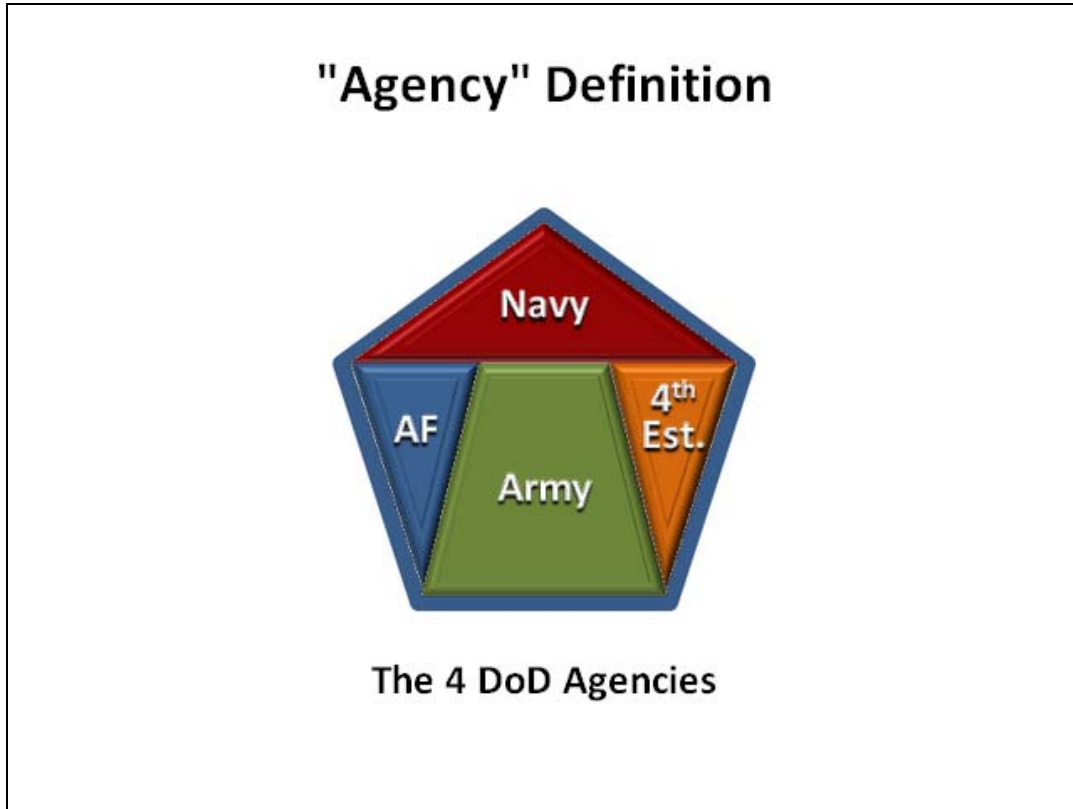 "Agency" Definition
Navy
AF
Army
4th
Est.
The 4 DoD Agencies